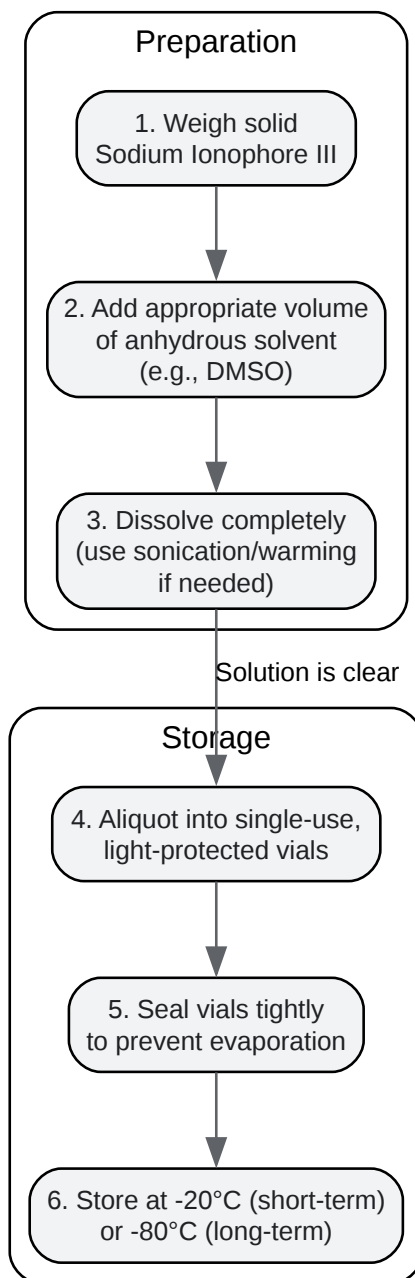 Preparation
1. Weigh solid
Sodium Ionophore III
2. Add appropriate volume
of anhydrous solvent
(e.g., DMSO)
3. Dissolve completely
(use sonication/warming
if needed)
Solution is clear
Storage
4. Aliquot into single-use,
light-protected vials
5. Seal vials tightly
to prevent evaporation
6. Store at -20°C (short-term)
or -80°C (long-term)